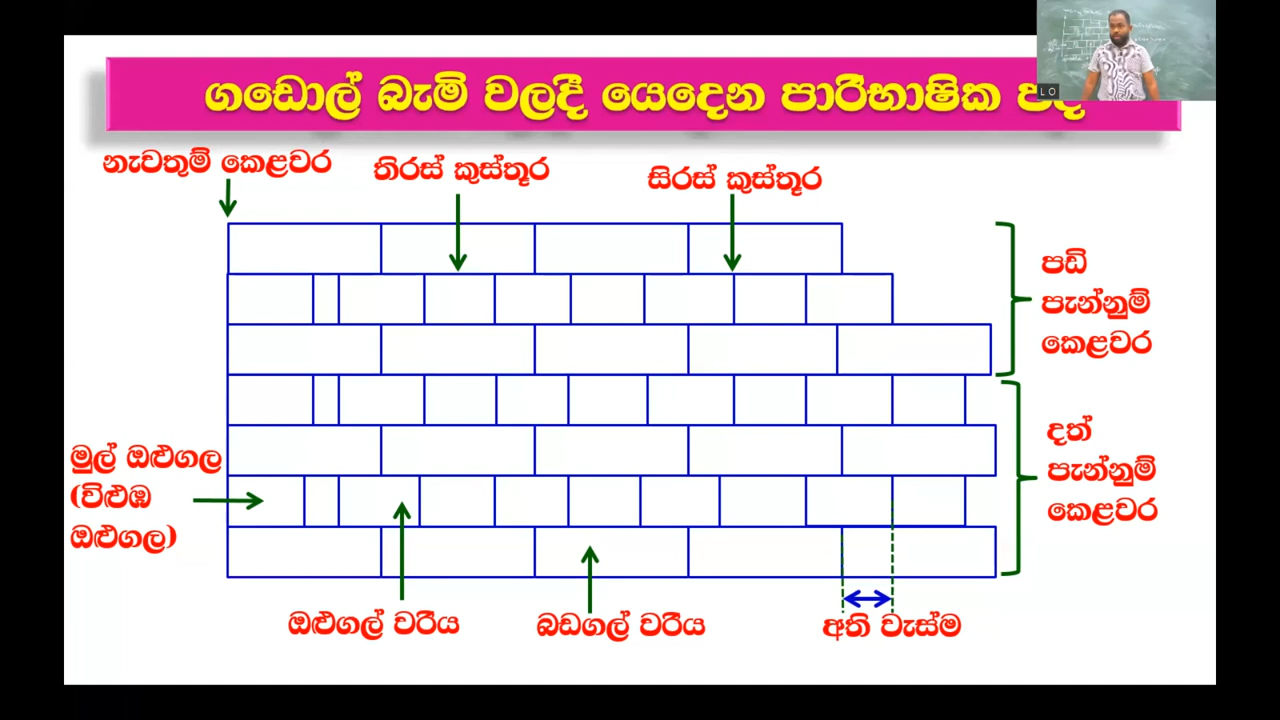 ගඩොල් බැමි වලදී යෙදෙන පාරිභාෂික පද
L O
නැවතුම් කෙළවර
තිරස් කුස්තූර
සිරස් කුස්තූර
පඩි
පැන්නුම්
කෙළවර
දත්
පැන්නුම්
කෙළවර
මුල් ඔළුගල
(විළුඹ
ඔළුගල)
ඔළුගල් වරිය
බඩගල් වරිය
අති වැස්ම